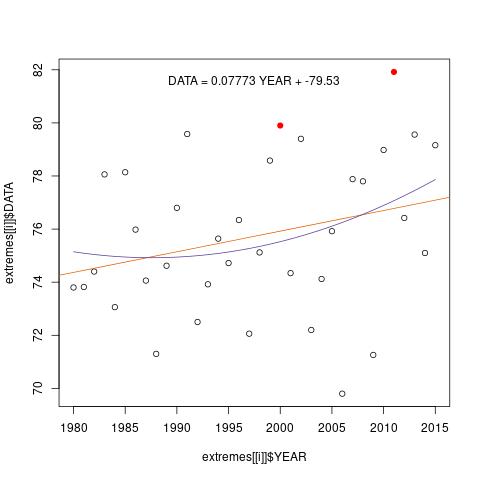 DATA = 0.07773 YEAR + -79.53
extremes[[i]]$DATA
82
80
78
76
74
72
70
1980 1985 1990 1995 2000 2005 2010 2015
extremes[[i]]$YEAR